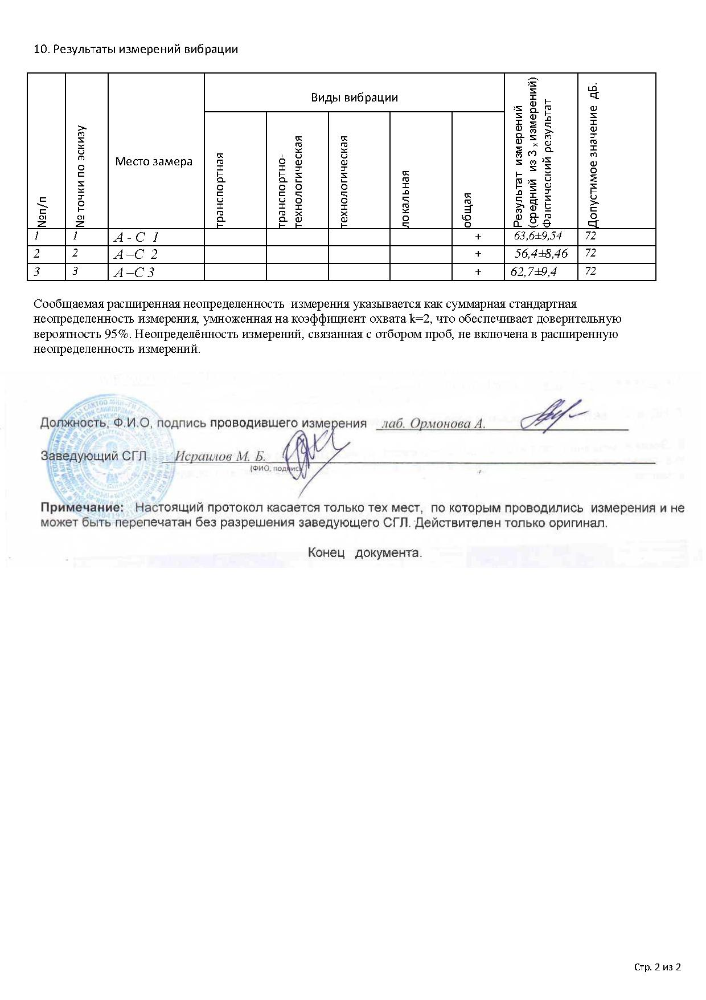 10. Результаты измерений вибрации
№п/п
№ точки по эскизу
Место замера
Виды вибрации
транспортная
транспортно-
технологическая
технологическая
локальная
общая
Результат измерений
(средний из 3 х измерений)
Фактический результат
Допустимое значение дБ.
1 1 А - С 1 + 63,6±9,54 72
2 2 А –С 2 + 56,4±8,46 72
3 3 А –С 3 + 62,7±9,4 72
Сообщаемая расширенная неопределенность измерения указывается как суммарная стандартная
неопределенность измерения, умноженная на коэффициент охвата k=2, что обеспечивает доверительную
вероятность 95%. Неопределённость измерений, связанная с отбором проб, не включена в расширенную
неопределенность измерений.
Должность, Ф.И.О, подпись проводившего измерения лаб. Ормонова А.
Заведующий СГЛ Исраилов М. Б.
(ФИО, подпись
Примечание: Настоящий протокол касается только тех мест, по которым проводились измерения и не
может быть перепечатан без разрешения заведующего СГЛ. Действителен только оригинал.
Конец документа.
Стр. 2 из 2